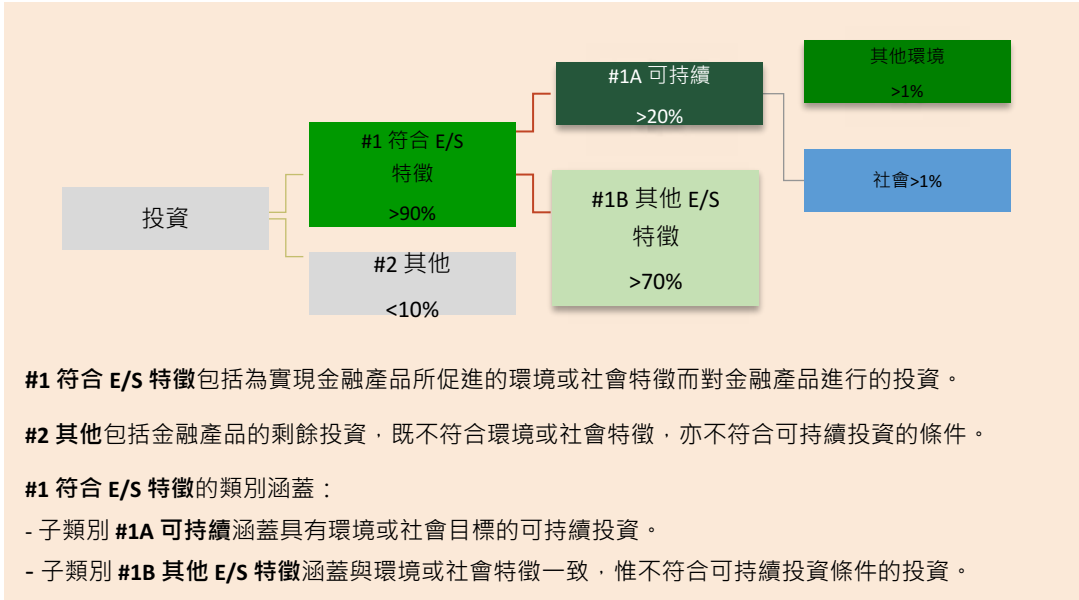 投資
#1 符合 E/S
特徵
>90%
#2 其他
<10%
#1A 可持續
>20%
#1B 其他 E/S
特徵
>70%
其他環境
>1%
社會>1%
#1 符合 E/S 特徵包括為實現金融產品所促進的環境或社會特徵而對金融產品進行的投資。
#2 其他包括金融產品的剩餘投資，既不符合環境或社會特徵，亦不符合可持續投資的條件。
#1 符合 E/S 特徵的類別涵蓋：
- 子類別 #1A 可持續涵蓋具有環境或社會目標的可持續投資。
- 子類別 #1B 其他 E/S 特徵涵蓋與環境或社會特徵一致，惟不符合可持續投資條件的投資。